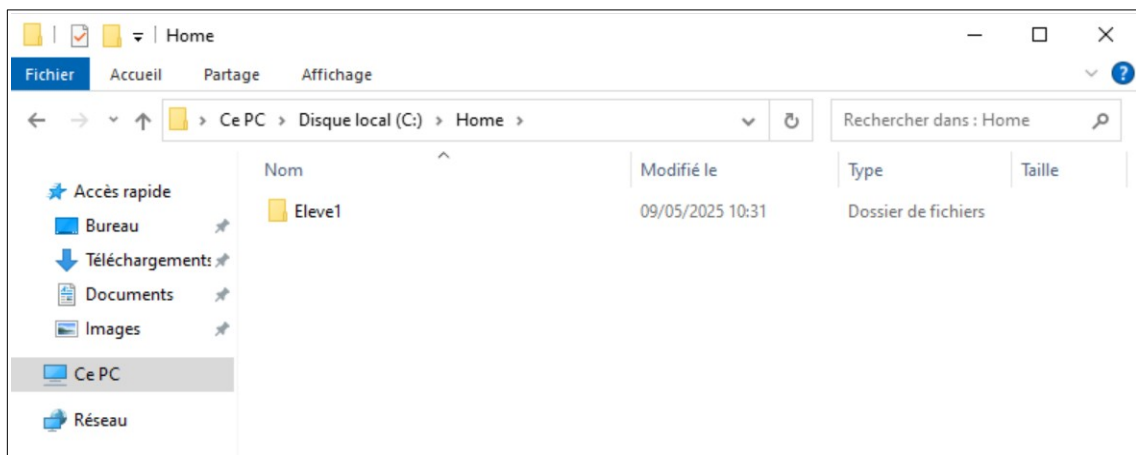 Home
Fichier Accueil Partage Affichage
Ce PC > Disque local (C:) > Home >
Rechercher dans : Home
Nom Modifié le Type Taille
Accès rapide
Eleve1 09/05/2025 10:31 Dossier de fichiers
Bureau
Téléchargements
Documents
Images
Ce PC
Réseau